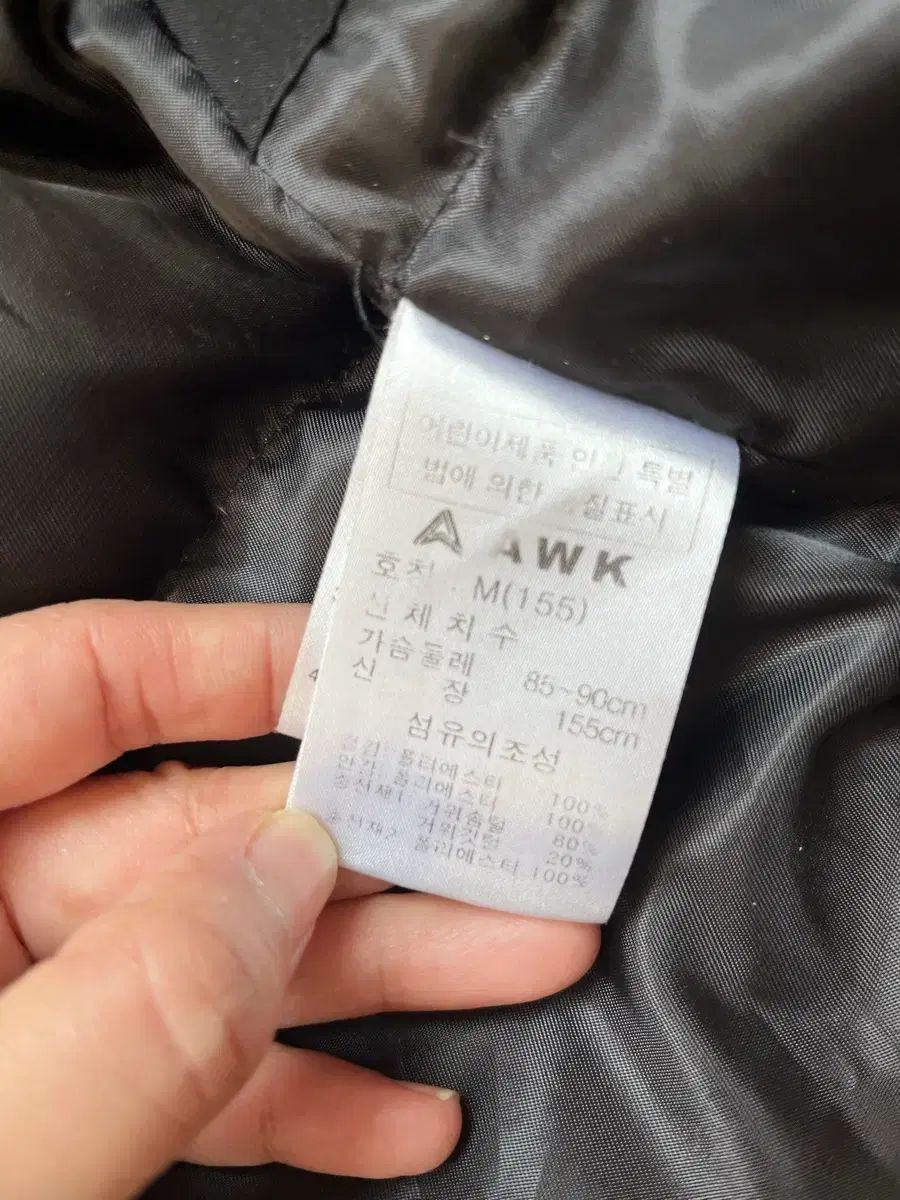 어린이제품 안 특별
법애 의한 질표시
AWK
호칭 M(155)
신체치수
가슴둘레 85~90cm
신장 155cm
섬유의조성
겉감: 폴리에스터 100%
안감: 폴리에스터 100%
충전재1: 거위솜털 80%
거위깃털 20%
충전재2 폴리에스터 100%
4